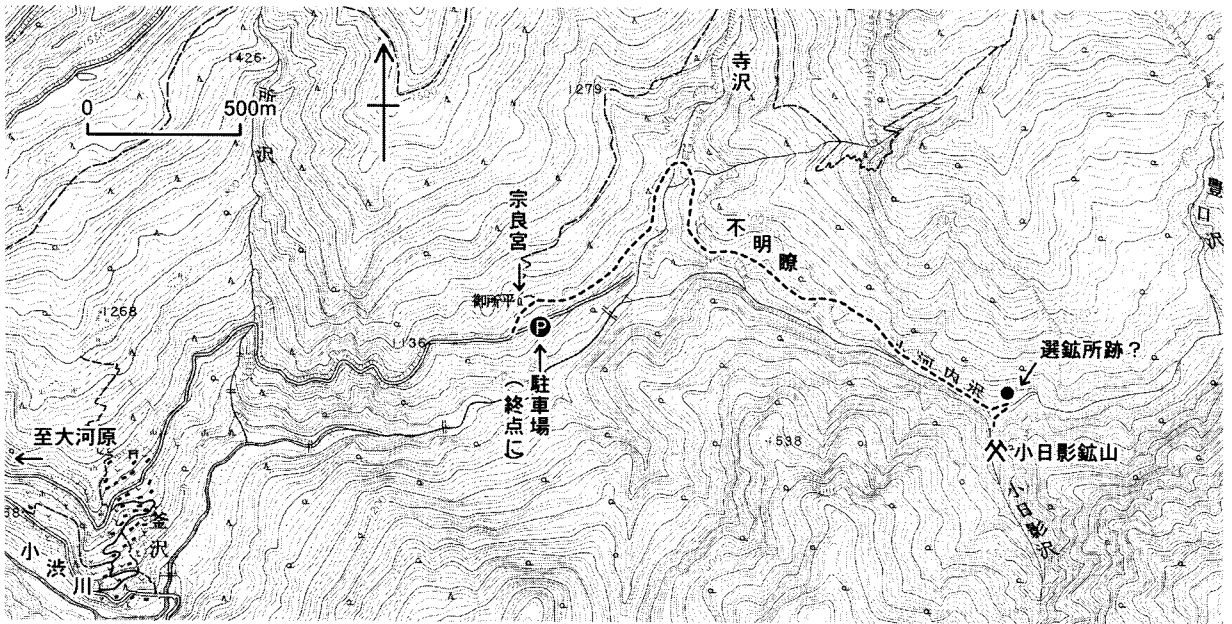 1426
所沢
0
500m
1279
寺沢
豊口沢
宗良宮
不明瞭
御所平
1268
1136
P
駐車場
(終点に)
小河内沢
選鉱所跡?
至大河原
1538
小日影鉱山
小日影沢
釜沢
小渋川